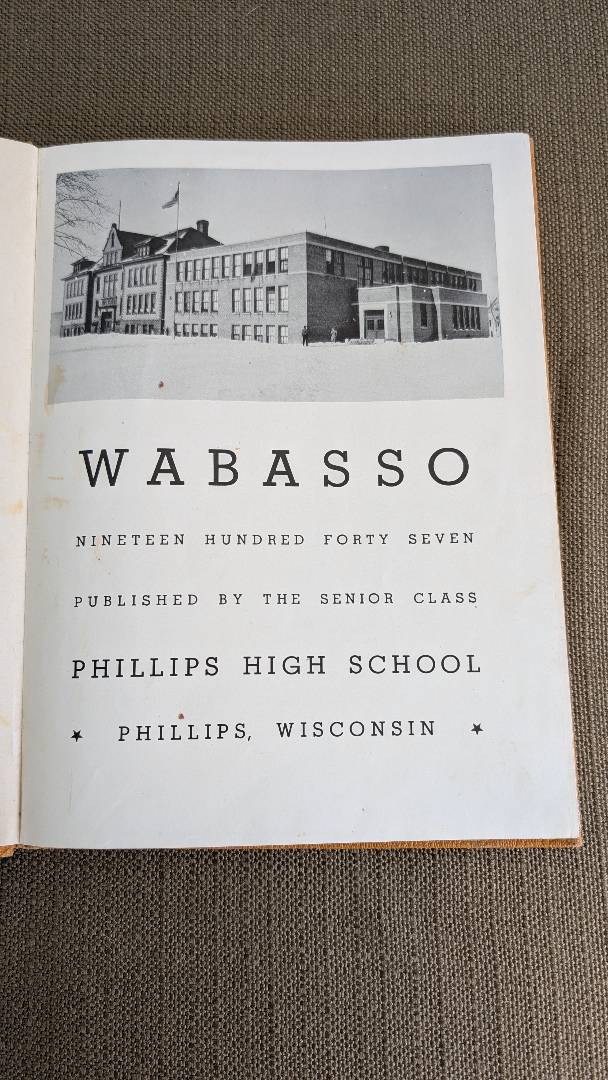 WABASSO
NINETEEN HUNDRED FORTY SEVEN
PUBLISHED BY THE SENIOR CLASS
PHILLIPS HIGH SCHOOL
★ PHILLIPS, WISCONSIN ★